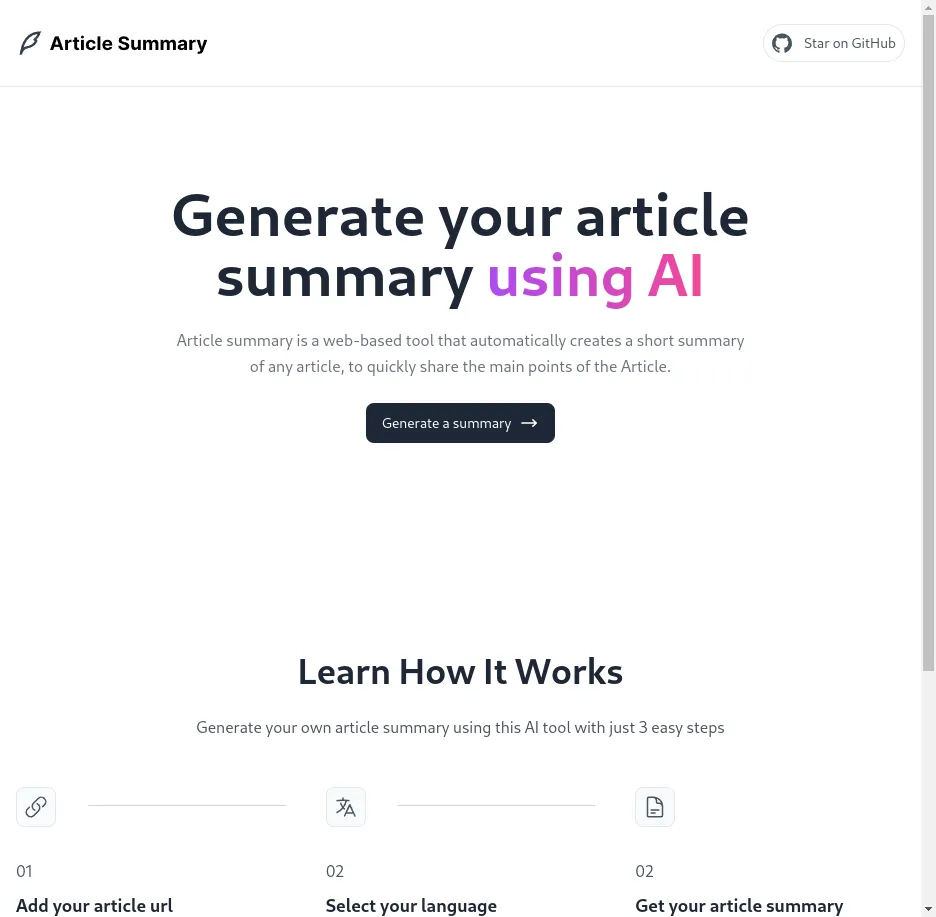 Article Summary
Star on GitHub
Generate your article
summary using AI
Article summary is a web-based tool that automatically creates a short summary
of any article, to quickly share the main points of the Article.
Generate a summary
Learn How It Works
Generate your own article summary using this AI tool with just 3 easy steps
01
02
02
Add your article url
Select your language
Get your article summary